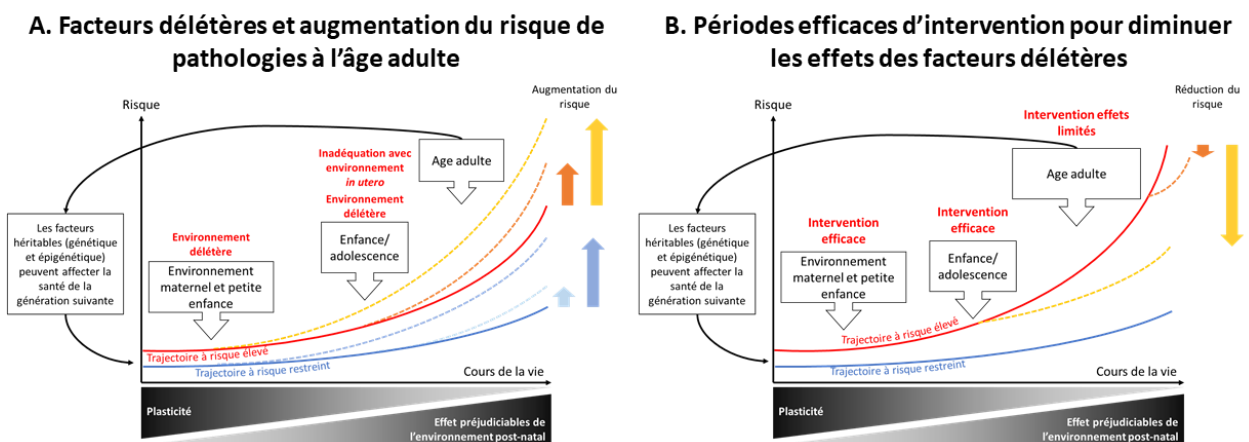 A. Facteurs délétères et augmentation du risque de
pathologies à l'âge adulte
Risque
Augmentation du
risque
Inadéquation avec
environnement
in utero
Environnement
délétère
Age adulte
Les facteurs
héritables (génétique
et épigénétique)
peuvent affecter la
santé de la
génération suivante
Environnement
délétère
Environnement
maternel et petite
enfance
Enfance/
adolescence
Trajectoire à risque élevé
Trajectoire à risque restreint
Cours de la vie
Plasticité
Effet préjudiciables de
l'environnement post-natal
B. Périodes efficaces d'intervention pour diminuer
les effets des facteurs délétères
Risque
Réduction du
risque
Intervention effets
limités
Age adulte
Les facteurs
héritables (génétique
et épigénétique)
peuvent affecter la
santé de la
génération suivante
Intervention
efficace
Environnement
maternel et petite
enfance
Intervention
efficace
Enfance/
adolescence
Trajectoire à risque élevé
Trajectoire à risque restreint
Cours de la vie
Plasticité
Effet préjudiciables de
l'environnement post-natal